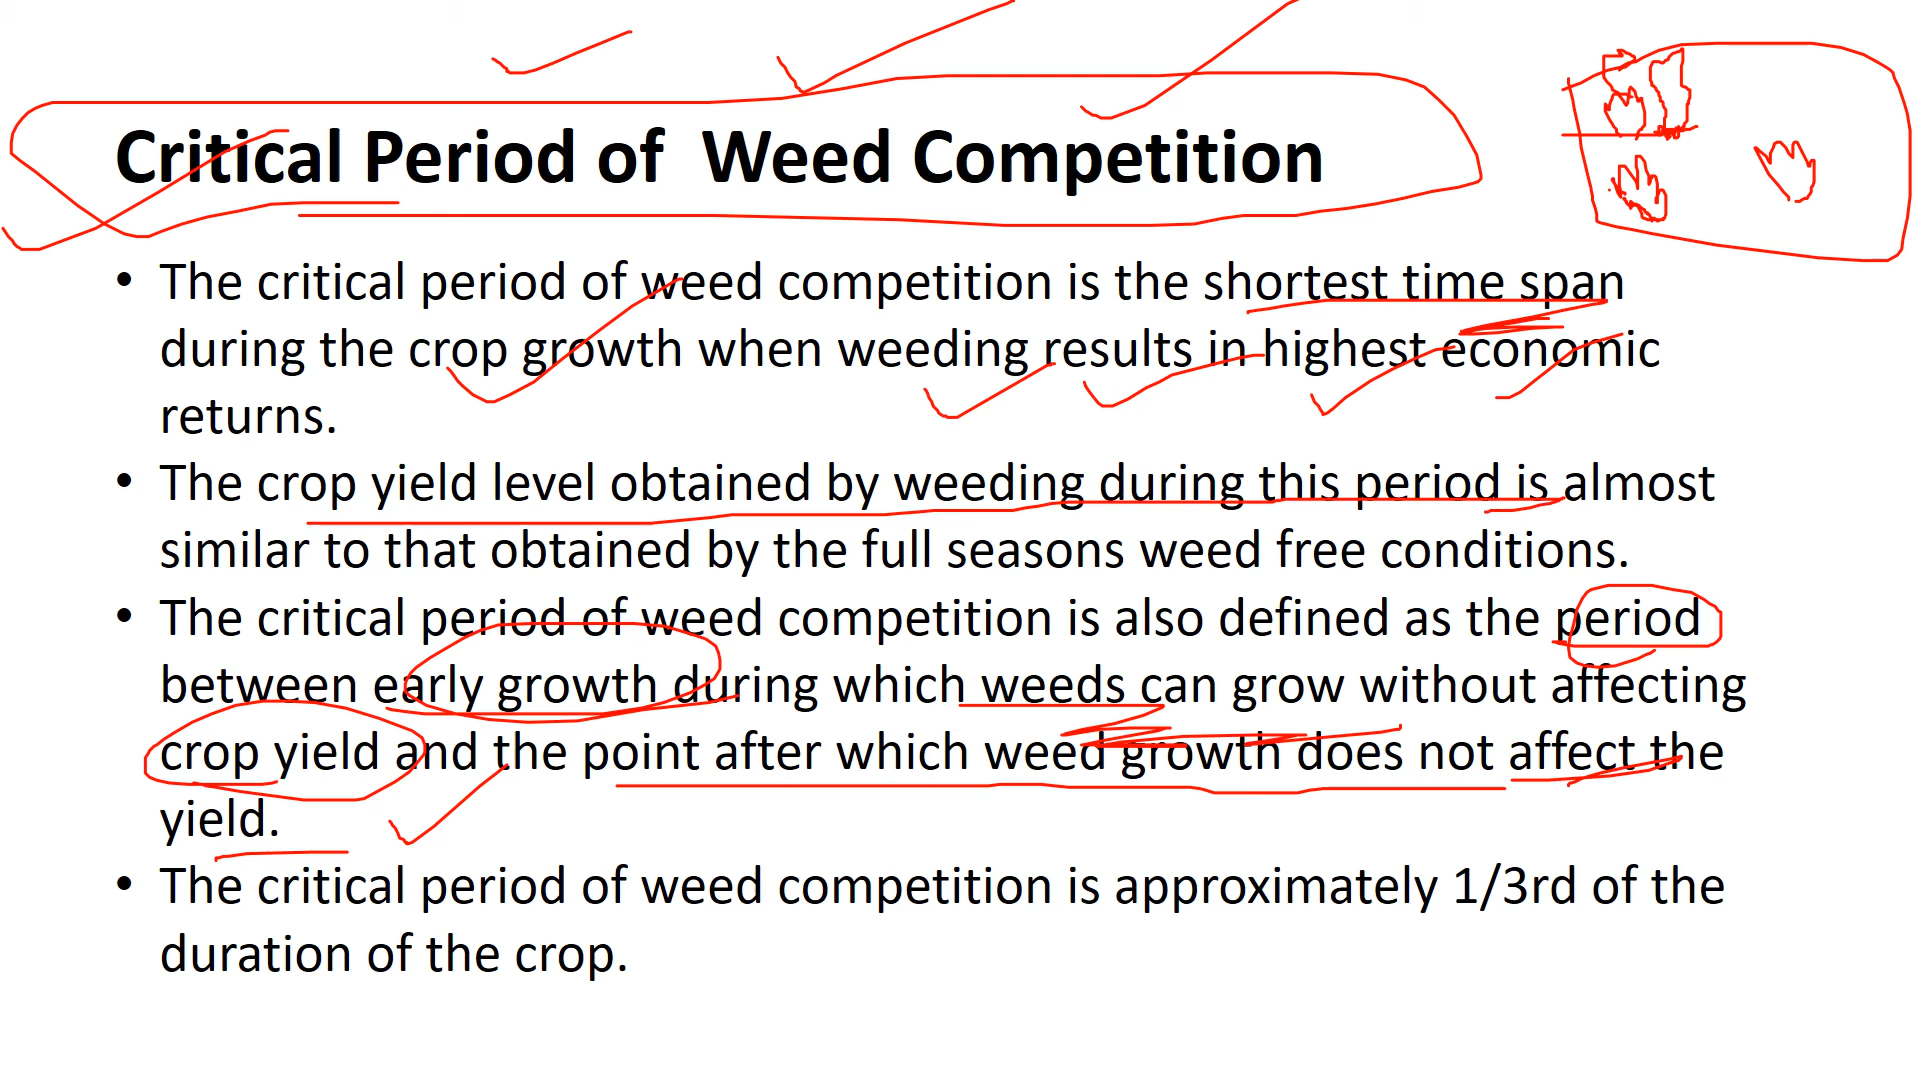 Critical Period of Weed Competition
• The critical period of weed competition is the shortest time span
during the crop growth when weeding results in highest economic
returns.
• The crop yield level obtained by weeding during this period is almost
similar to that obtained by the full seasons weed free conditions.
• The critical period of weed competition is also defined as the period
between early growth during which weeds can grow without affecting
crop yield and the point after which weed growth does not affect the
yield.
• The critical period of weed competition is approximately 1/3rd of the
duration of the crop.